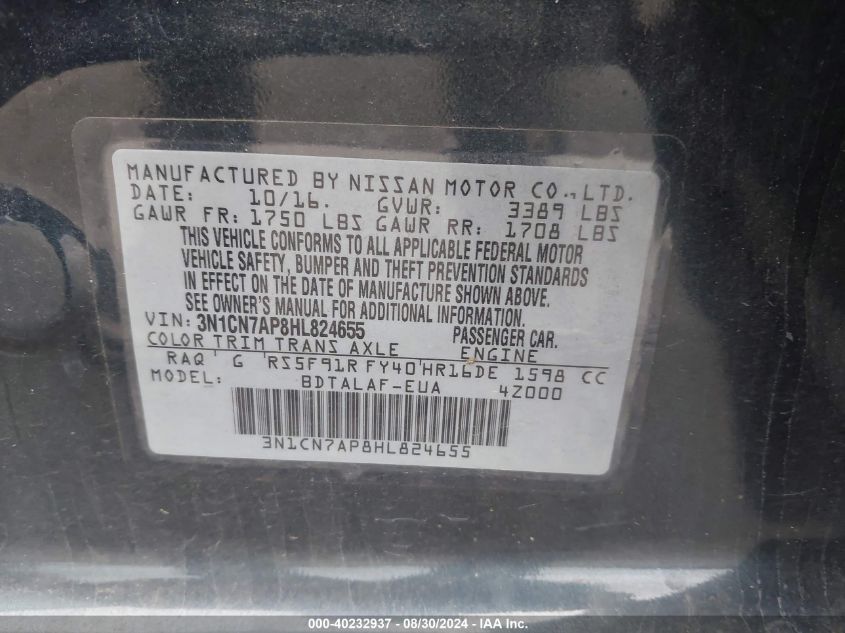 MANUFACTURED BY NISSAN MOTOR CO., LTD.
DATE: 10/16. GVWR: 3389 LBS
GAWR FR: 1750 LBS GAWR RR: 1708 LBS
THIS VEHICLE CONFORMS TO ALL APPLICABLE FEDERAL MOTOR
VEHICLE SAFETY, BUMPER AND THEFT PREVENTION STANDARDS
IN EFFECT ON THE DATE OF MANUFACTURE SHOWN ABOVE.
SEE OWNER'S MANUAL FOR ADDITIONAL INFORMATION.
VIN: 3N1CN7AP8HL824655 PASSENGER CAR.
COLOR TRIM TRANS AXLE ENGINE
RAQ ' G 'RS5F91R FY40'HR16DE 1598 CC
MODEL: BDTALAF-EUA 4Z000
3N1CN7AP8HL824655
000-40232937 - 08/30/2024 - IAA Inc.